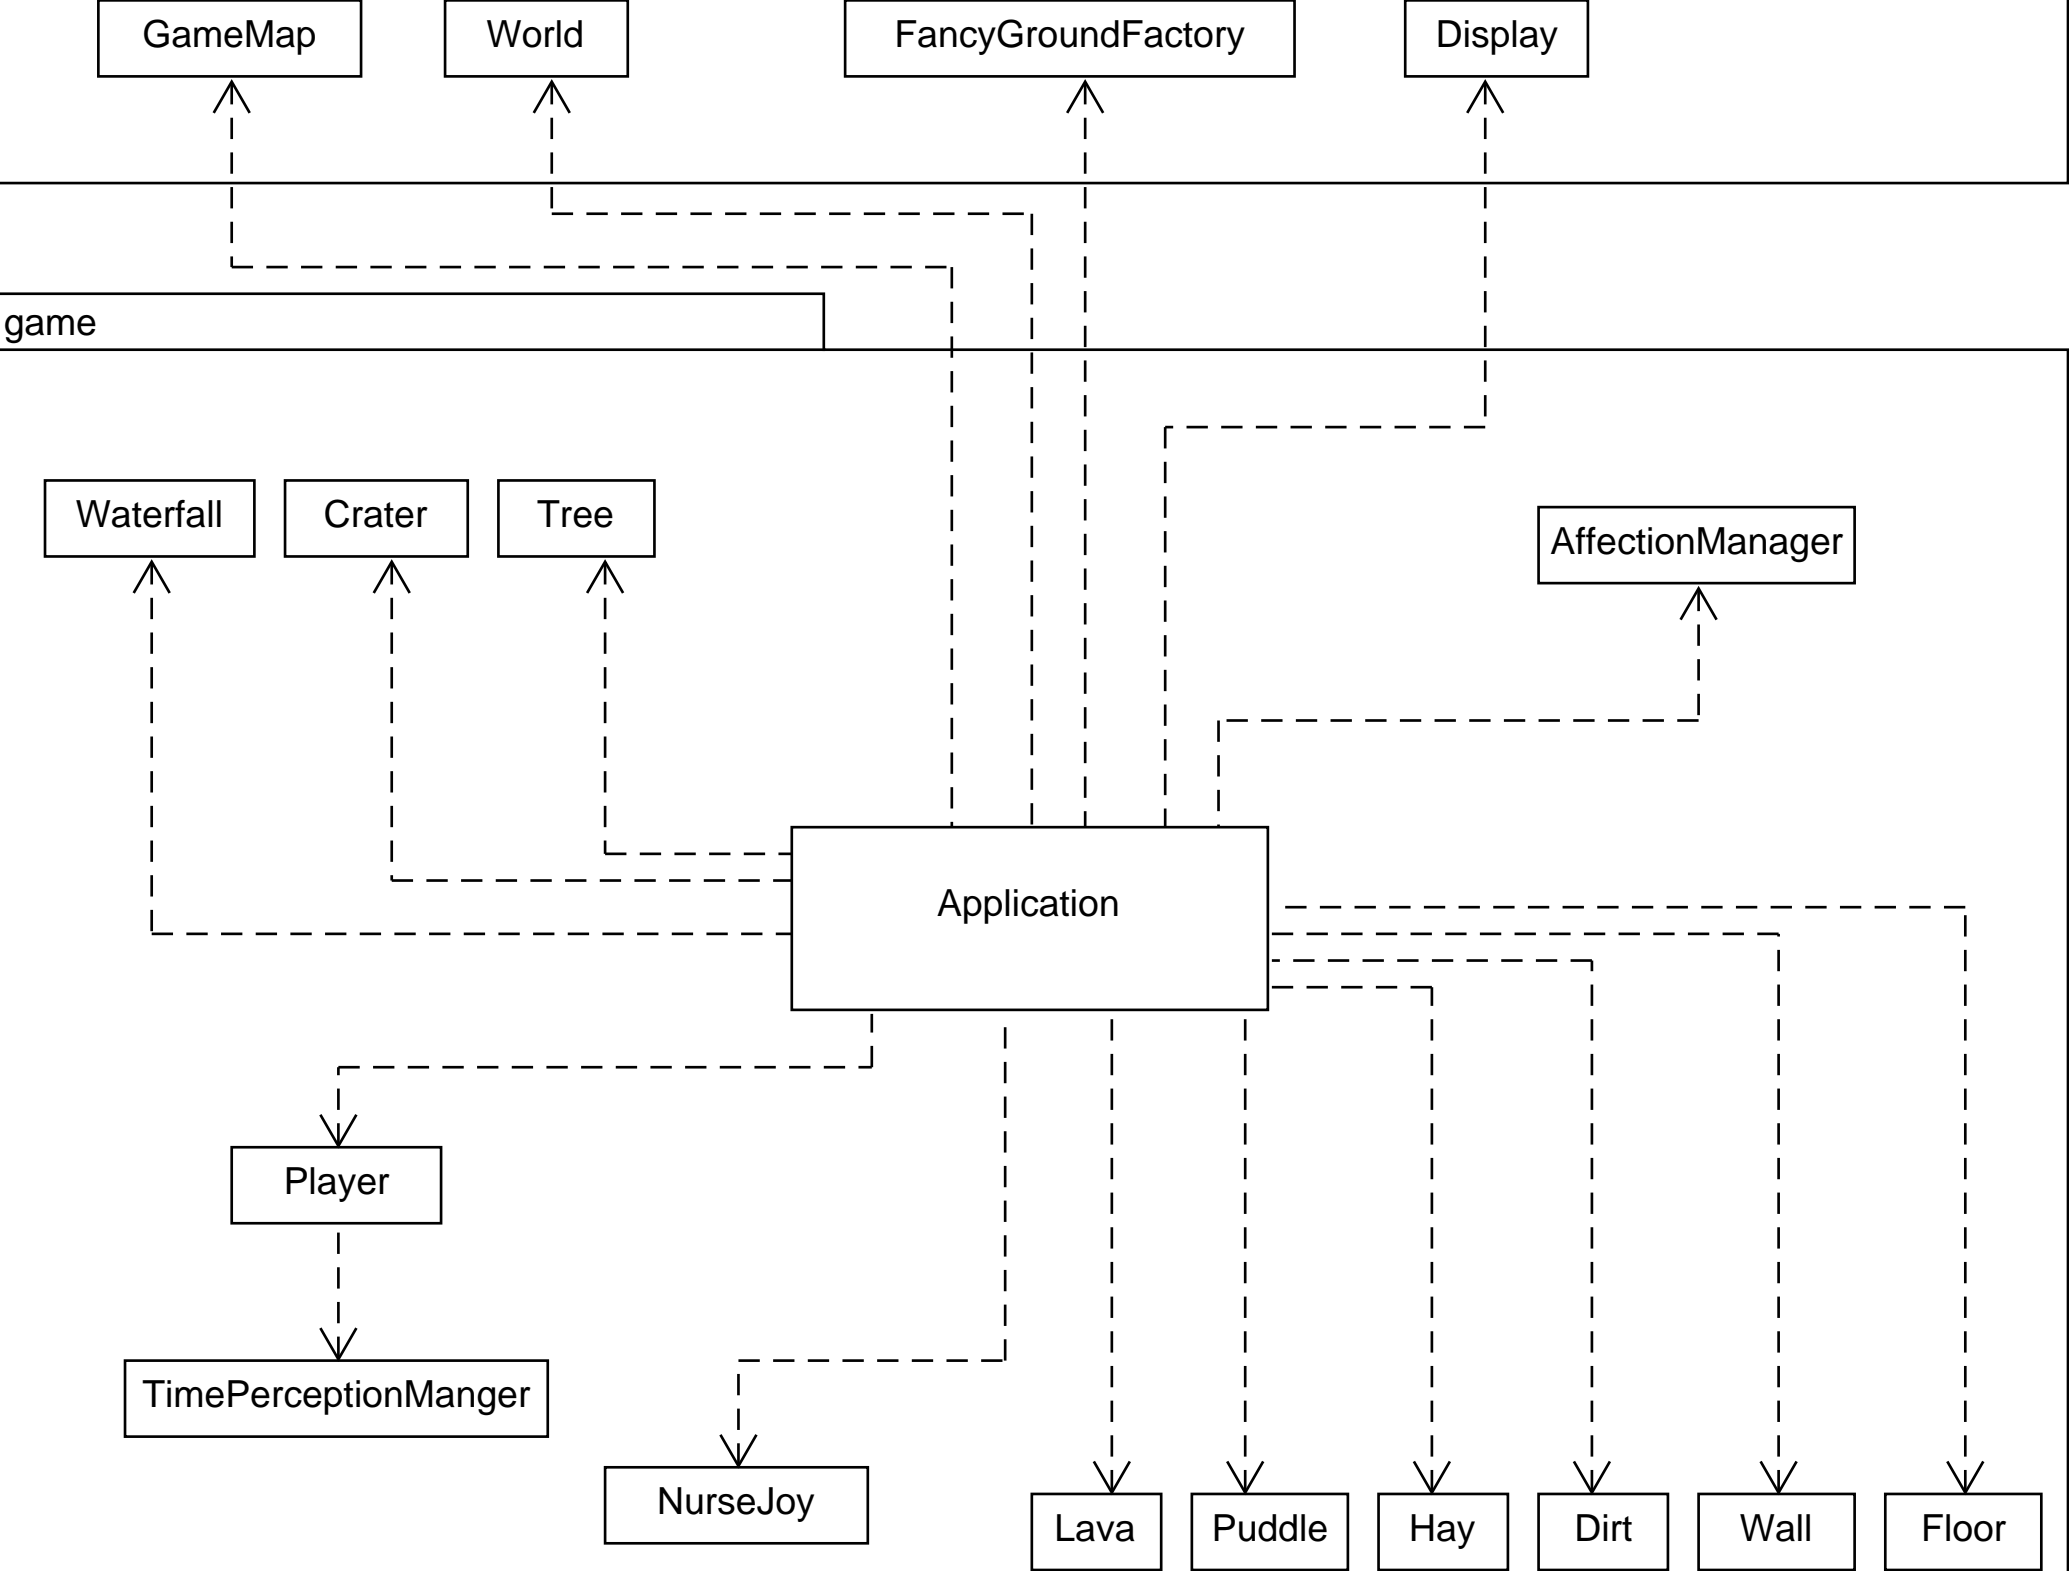 GameMap
World
FancyGroundFactory
Display
game
Waterfall
Crater
Tree
AffectionManager
Application
Player
TimePerceptionManger
NurseJoy
Lava
Puddle
Hay
Dirt
Wall
Floor